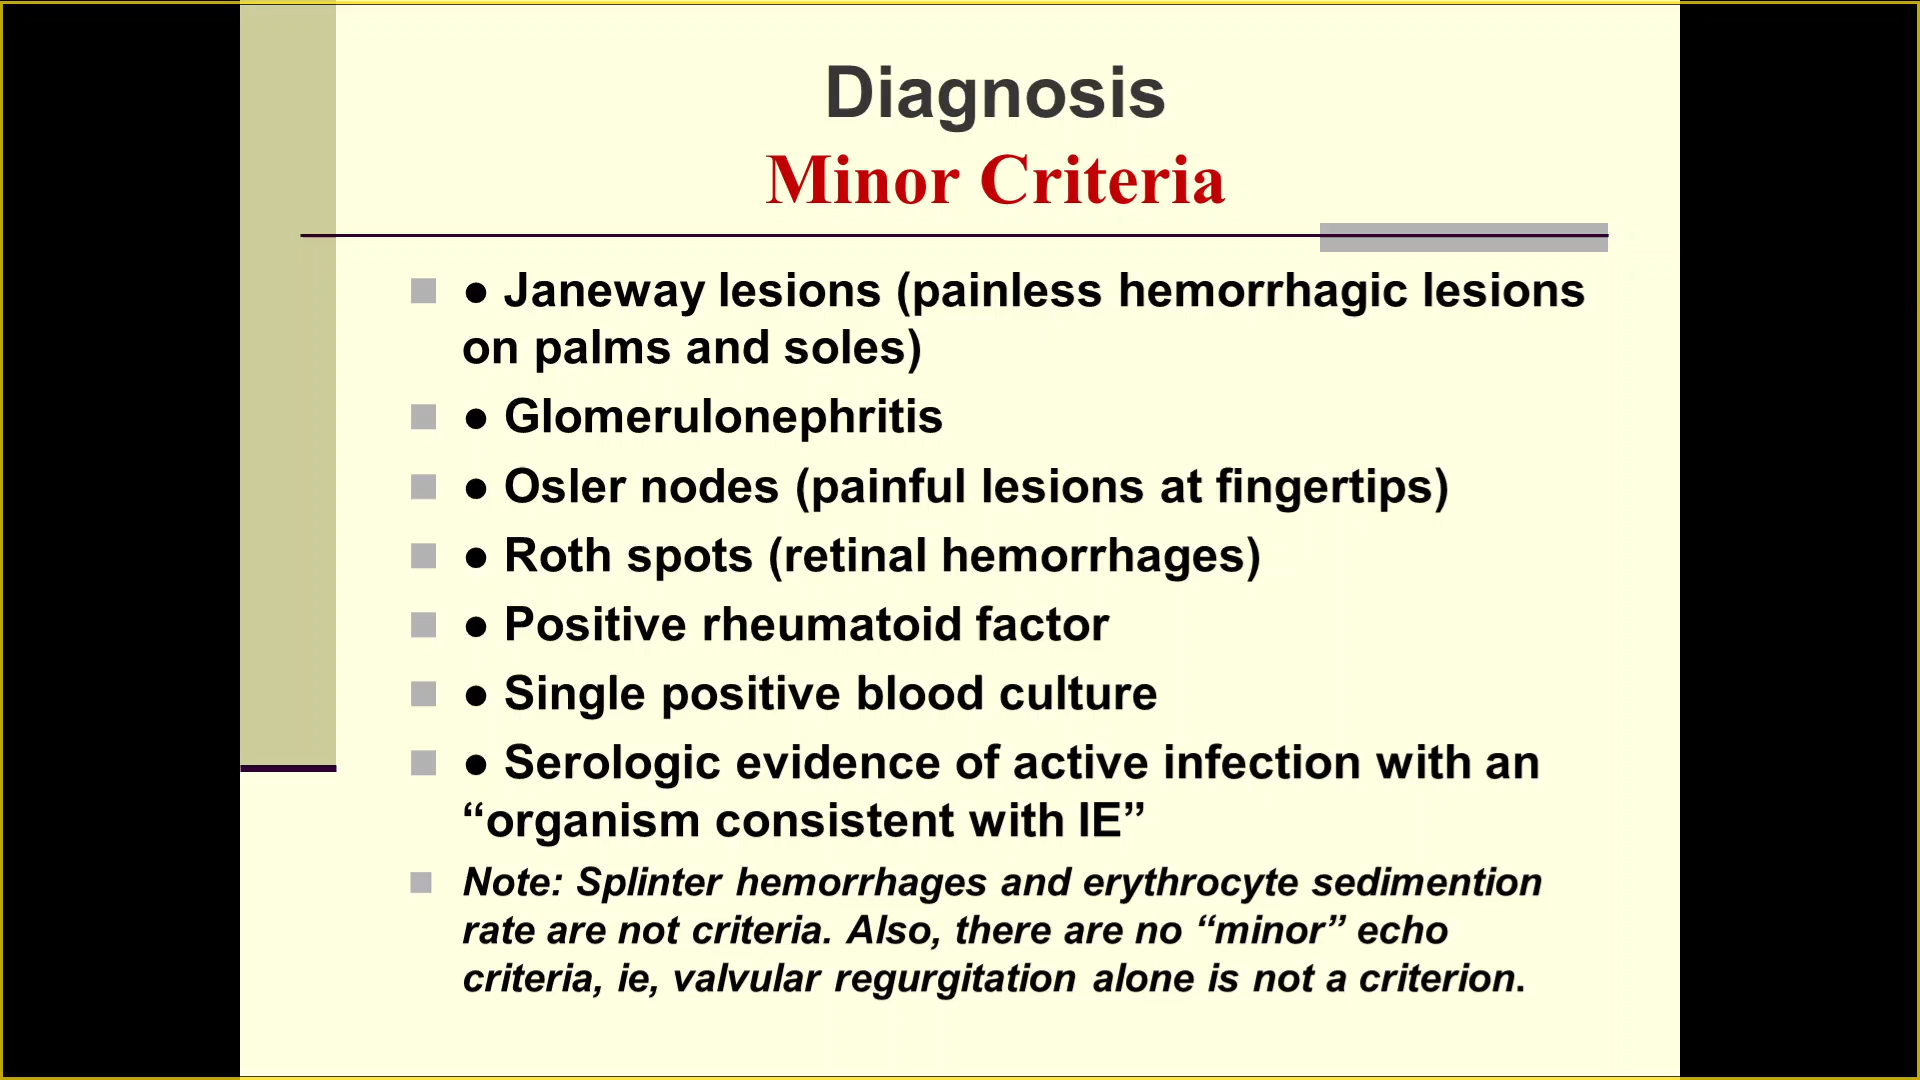 Diagnosis
Minor Criteria
● Janeway lesions (painless hemorrhagic lesions
on palms and soles)
● Glomerulonephritis
● Osler nodes (painful lesions at fingertips)
● Roth spots (retinal hemorrhages)
● Positive rheumatoid factor
● Single positive blood culture
● Serologic evidence of active infection with an
“organism consistent with IE”
Note: Splinter hemorrhages and erythrocyte sedimention
rate are not criteria. Also, there are no “minor” echo
criteria, ie, valvular regurgitation alone is not a criterion.